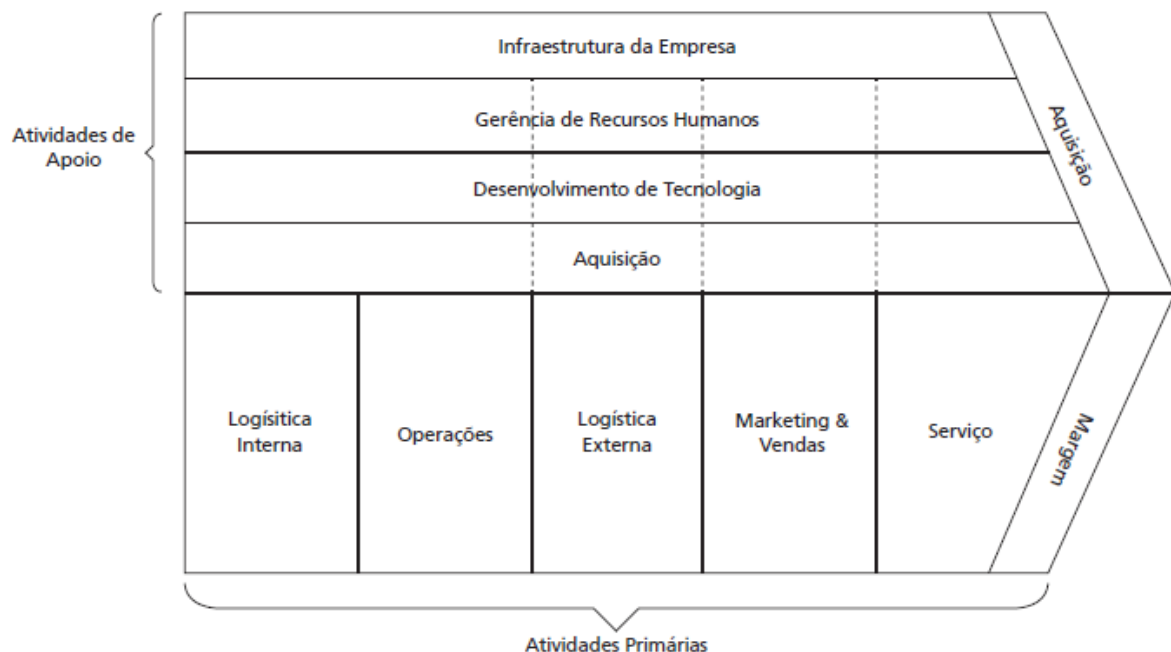 Infraestrutura da Empresa
Gerência de Recursos Humanos
Atividades de
Apoio
Desenvolvimento de Tecnologia
Aquisição
Aquisição
Logísitica
Interna
Operações
Logística
Externa
Marketing &
Vendas
Serviço
Margem
Atividades Primárias